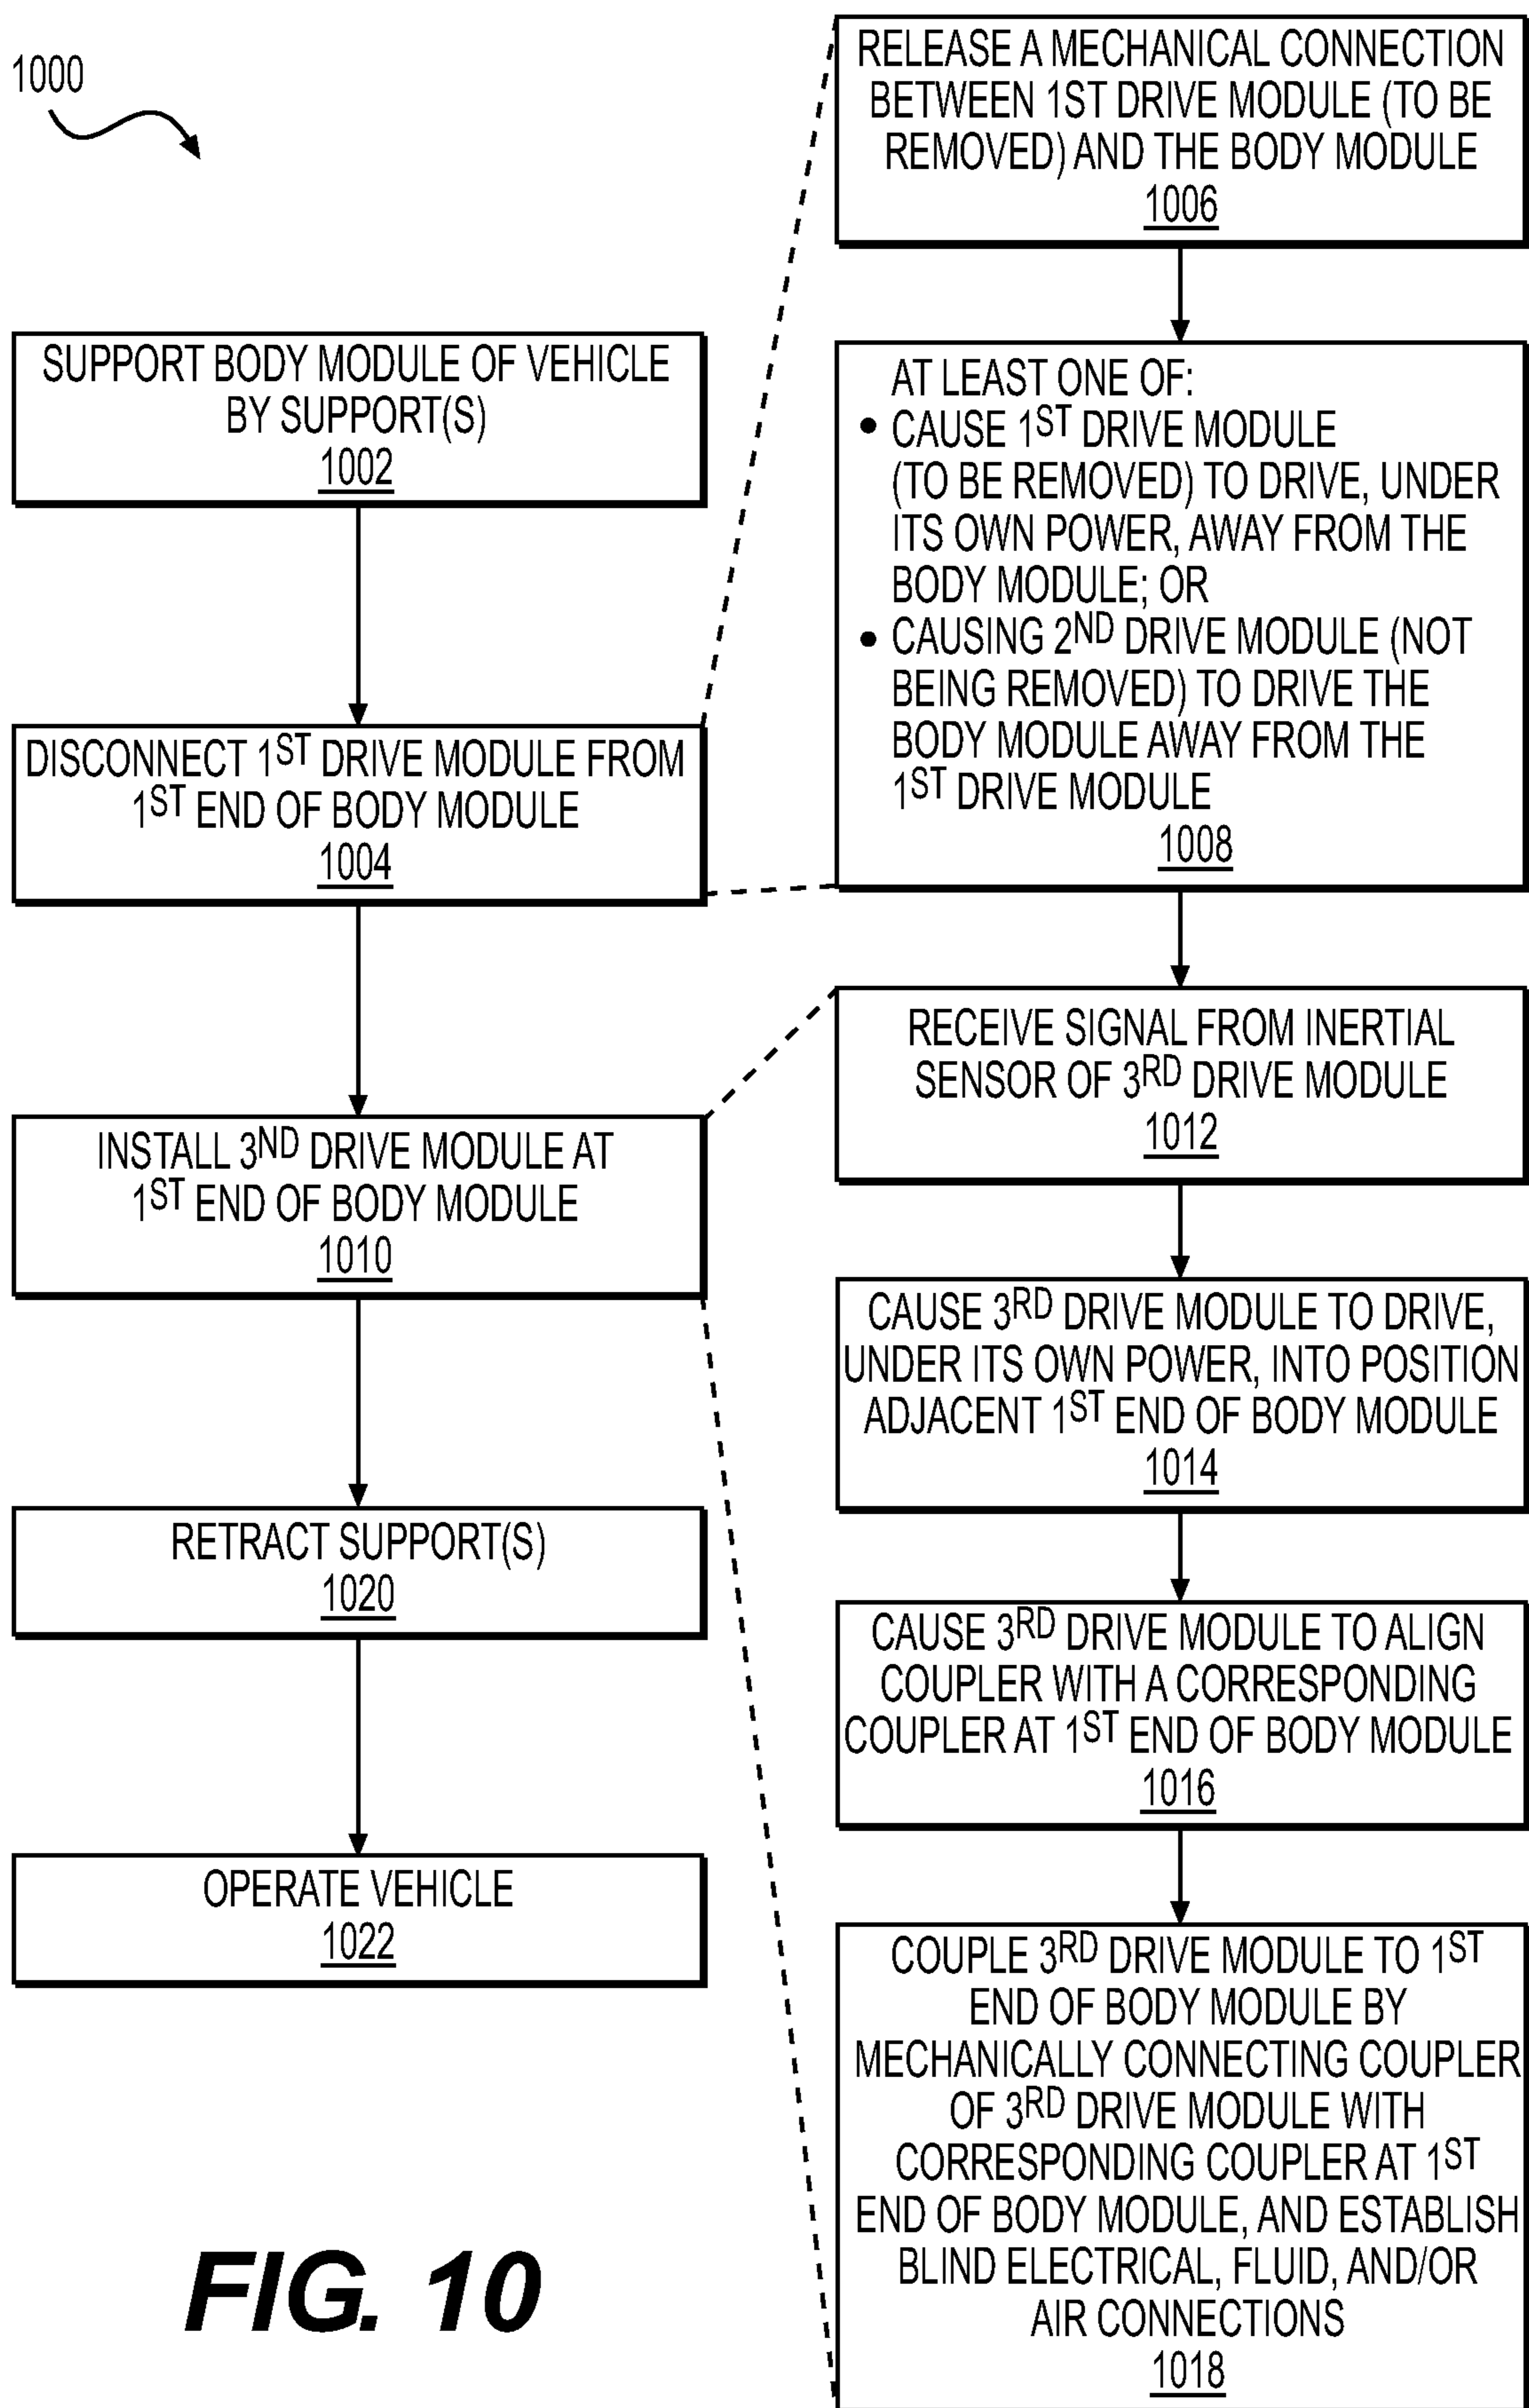 1000
SUPPORT BODY MODULE OF VEHICLE
BY SUPPORT(S)
1002
DISCONNECT 1ST DRIVE MODULE FROM
1ST END OF BODY MODULE
1004
INSTALL 3ND DRIVE MODULE AT
1ST END OF BODY MODULE
1010
RETRACT SUPPORT(S)
1020
OPERATE VEHICLE
1022
RELEASE A MECHANICAL CONNECTION
BETWEEN 1ST DRIVE MODULE (TO BE
REMOVED) AND THE BODY MODULE
1006
AT LEAST ONE OF:
• CAUSE 1ST DRIVE MODULE
(TO BE REMOVED) TO DRIVE, UNDER
ITS OWN POWER, AWAY FROM THE
BODY MODULE; OR
• CAUSING 2ND DRIVE MODULE (NOT
BEING REMOVED) TO DRIVE THE
BODY MODULE AWAY FROM THE
1ST DRIVE MODULE
1008
RECEIVE SIGNAL FROM INERTIAL
SENSOR OF 3RD DRIVE MODULE
1012
CAUSE 3RD DRIVE MODULE TO DRIVE,
UNDER ITS OWN POWER, INTO POSITION
ADJACENT 1ST END OF BODY MODULE
1014
CAUSE 3RD DRIVE MODULE TO ALIGN
COUPLER WITH A CORRESPONDING
COUPLER AT 1ST END OF BODY MODULE
1016
COUPLE 3RD DRIVE MODULE TO 1ST
END OF BODY MODULE BY
MECHANICALLY CONNECTING COUPLER
OF 3RD DRIVE MODULE WITH
CORRESPONDING COUPLER AT 1ST
END OF BODY MODULE, AND ESTABLISH
BLIND ELECTRICAL, FLUID, AND/OR
AIR CONNECTIONS
1018
FIG. 10